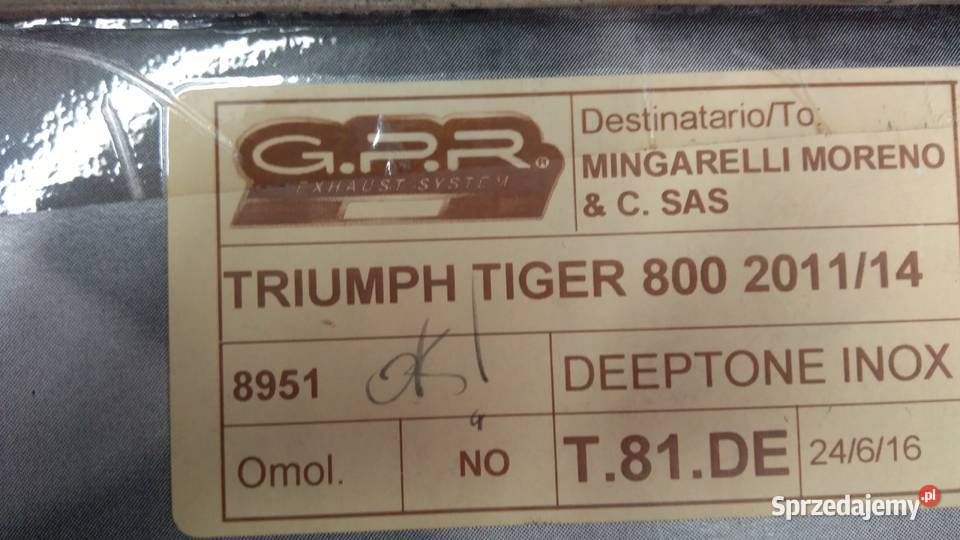 G.P.R ®
EXHAUST SYSTEM
Destinatario/To.
MINGARELLI MORENO
& C. SAS
TRIUMPH TIGER 800 2011/14
8951
OK
DEEPTONE INOX
Omol.
NO
T.81.DE
24/6/16
Sprzedajemy.pl